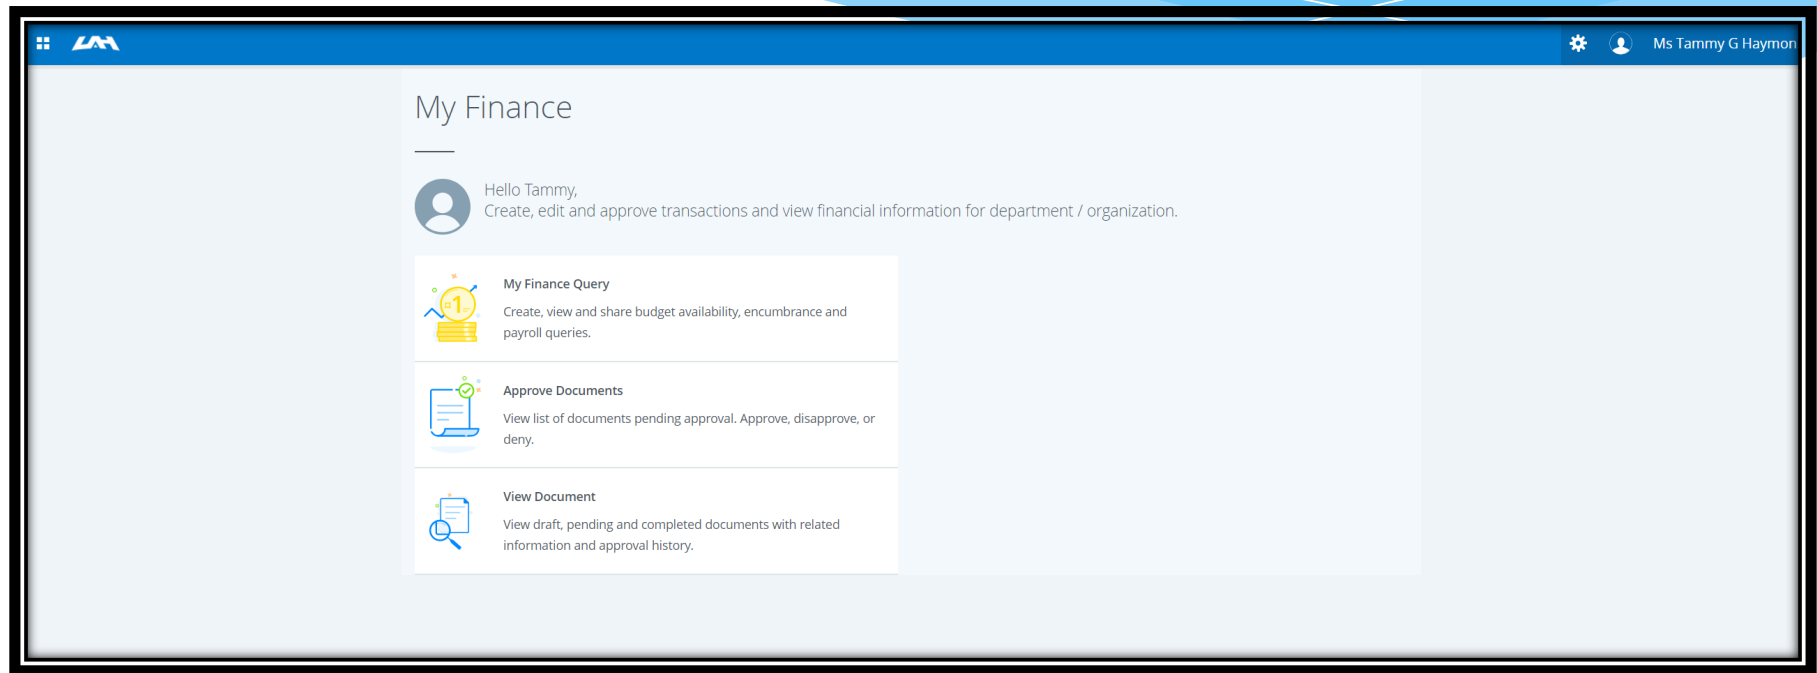 UAH
Ms Tammy G Haymon
My Finance
Hello Tammy,
Create, edit and approve transactions and view financial information for department / organization.
1
My Finance Query
Create, view and share budget availability, encumbrance and
payroll queries.
Approve Documents
View list of documents pending approval. Approve, disapprove, or
deny.
View Document
View draft, pending and completed documents with related
information and approval history.